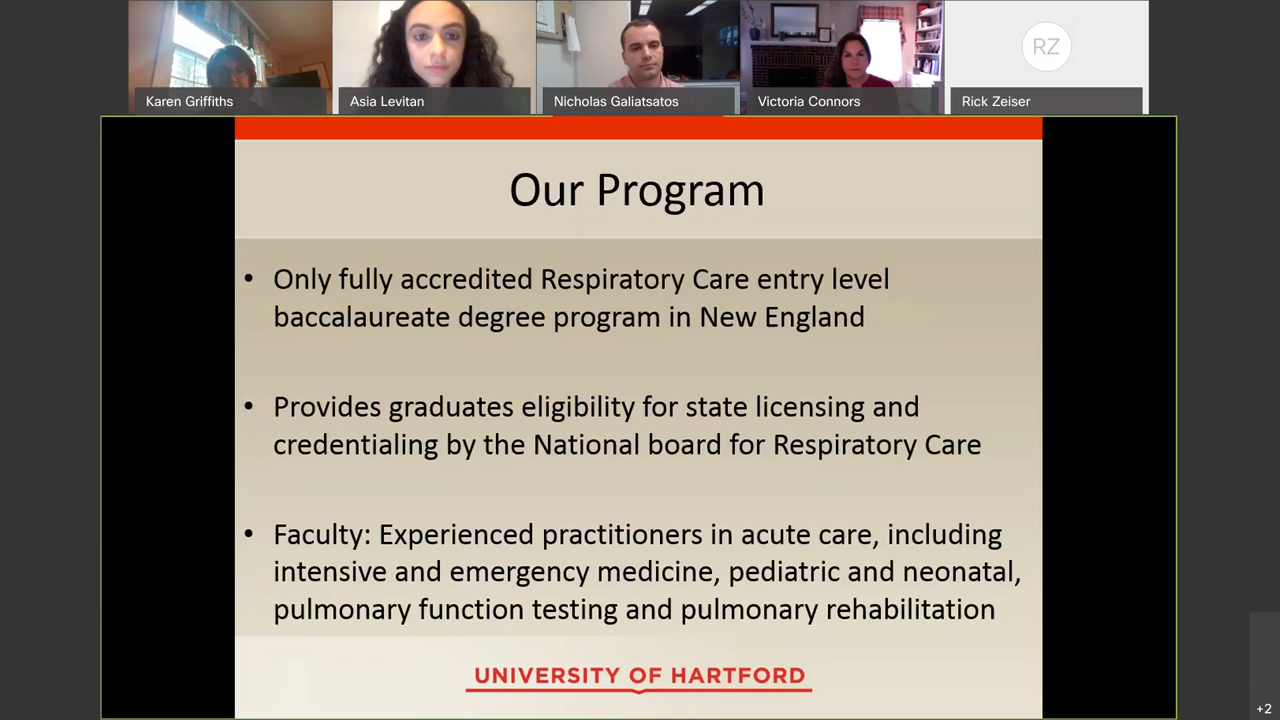 Karen Griffiths
Asia Levitan
Nicholas Galiatsatos
Victoria Connors
RZ
Rick Zeiser
Our Program
• Only fully accredited Respiratory Care entry level
baccalaureate degree program in New England
• Provides graduates eligibility for state licensing and
credentialing by the National board for Respiratory Care
• Faculty: Experienced practitioners in acute care, including
intensive and emergency medicine, pediatric and neonatal,
pulmonary function testing and pulmonary rehabilitation
UNIVERSITY OF HARTFORD
+2